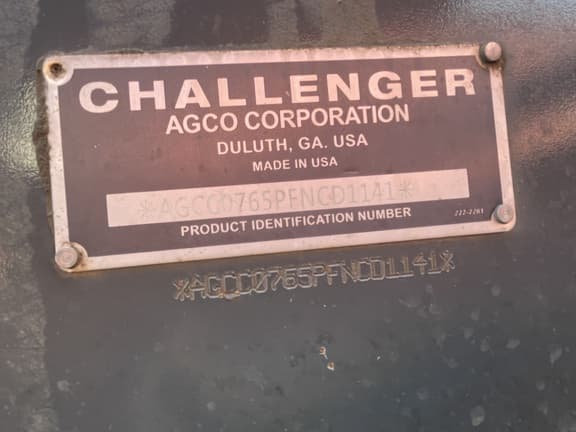 CHALLENGER
AGCO CORPORATION
DULUTH, GA. USA
MADE IN USA
*AGCC0765PFNCD1141*
PRODUCT IDENTIFICATION NUMBER
*AGCC0765PFNCD1141*